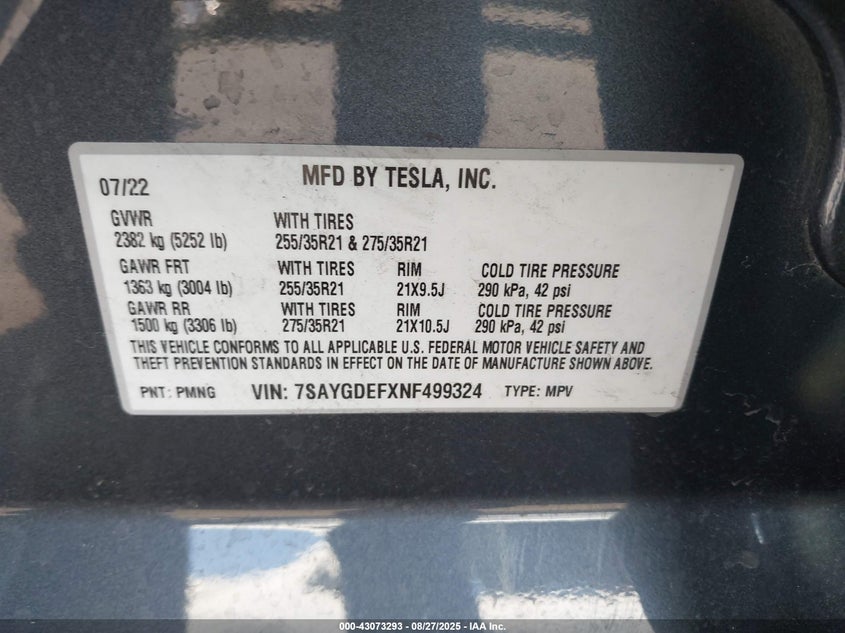 07/22 MFD BY TESLA, INC.
GVWR WITH TIRES
2382 kg (5252 lb) 255/35R21 & 275/35R21
GAWR FRT WITH TIRES RIM COLD TIRE PRESSURE
1363 kg (3004 lb) 255/35R21 21X9.5J 290 kPa, 42 psi
GAWR RR WITH TIRES RIM COLD TIRE PRESSURE
1500 kg (3306 lb) 275/35R21 21X10.5J 290 kPa, 42 psi
THIS VEHICLE CONFORMS TO ALL APPLICABLE U.S. FEDERAL MOTOR VEHICLE SAFETY AND
THEFT PREVENTION STANDARDS IN EFFECT ON THE DATE OF MANUFACTURE SHOWN ABOVE.
PNT: PMNG VIN: 7SAYGDEFXNF499324 TYPE: MPV
000-43073293 - 08/27/2025 - IAA Inc.